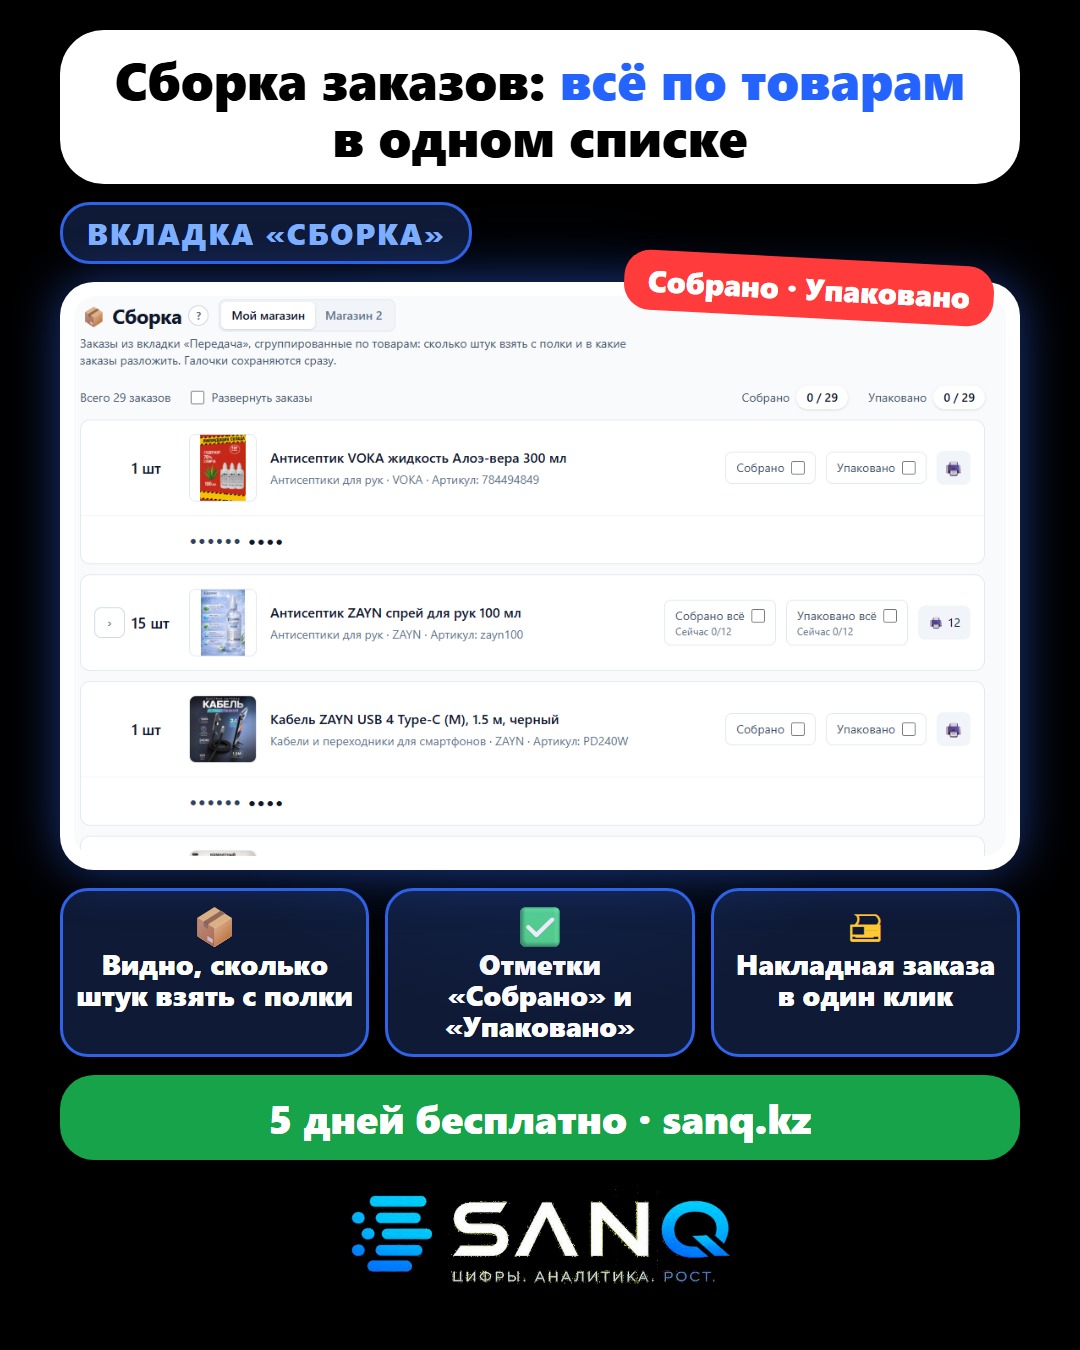 Сборка заказов: всё по товарам
в одном списке
ВКЛАДКА «СБОРКА»
Собрано · Упаковано
Сборка ? Мой магазин Магазин 2
Заказы из вкладки «Передача», сгруппированные по товарам: сколько штук взять с полки и в какие
заказы разложить. Галочки сохраняются сразу.
Всего 29 заказов Развернуть заказы Собрано 0 / 29 Упаковано 0 / 29
1 шт
Антисептик VOKA жидкость Алоэ-вера 300 мл
Антисептики для рук · VOKA · Артикул: 784494849
Собрано Упаковано
•••••• ••••
› 15 шт
Антисептик ZAYN спрей для рук 100 мл
Антисептики для рук · ZAYN · Артикул: zayn100
Собрано всё Упаковано всё 12
Сейчас 0/12 Сейчас 0/12
КАБЕЛЬ
1 шт
Кабель ZAYN USB 4 Type-C (M), 1.5 м, черный
Кабели и переходники для смартфонов · ZAYN · Артикул: PD240W
Собрано Упаковано
•••••• ••••
Видно, сколько
штук взять с полки
Отметки
«Собрано» и
«Упаковано»
Накладная заказа
в один клик
5 дней бесплатно · sanq.kz
SANQ
ЦИФРЫ. АНАЛИТИКА. РОСТ.